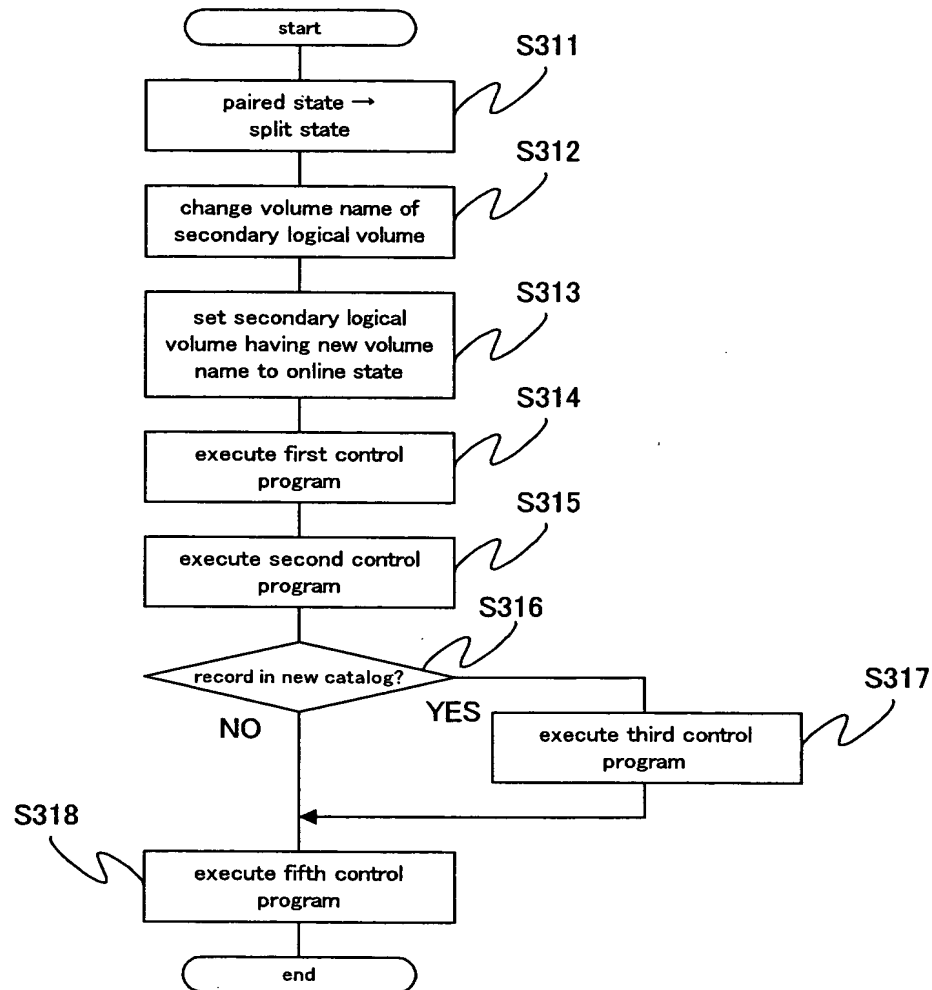 start
S311
paired state →
split state
S312
change volume name of
secondary logical volume
S313
set secondary logical
volume having new volume
name to online state
S314
execute first control
program
S315
execute second control
program
S316
record in new catalog?
NO
YES
S317
execute third control
program
S318
execute fifth control
program
end